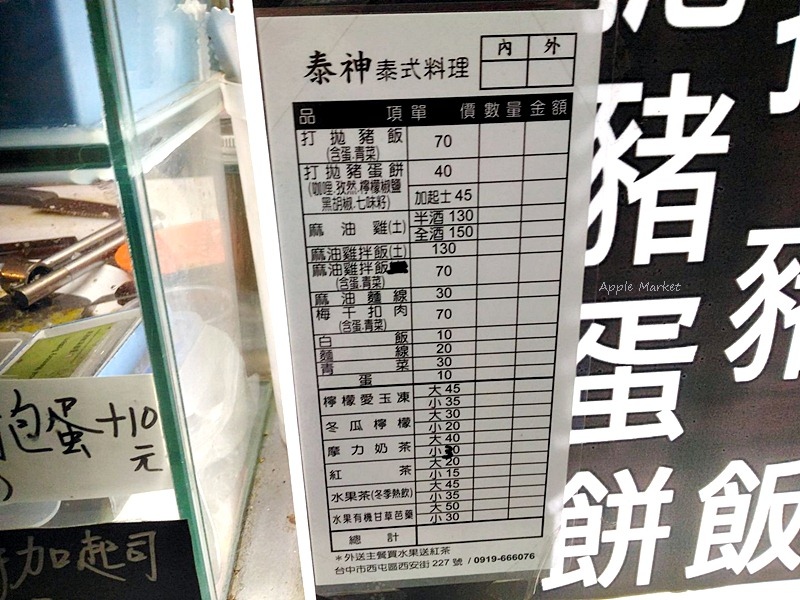 泰神泰式料理 內 外
品項 單價 數量 金額
打拋豬飯 70
(含蛋.青菜)
打拋豬蛋餅 40
(咖哩.孜然.檸檬椒鹽
黑胡椒.七味籽) 加起士 45
麻油雞(土) 半酒 130
全酒 150
麻油雞拌飯(土) 130
麻油雞拌飯 70
(含蛋.青菜)
麻油麵線 30
梅干扣肉 70
(含蛋.青菜)
白飯 10
麵線 20
青菜 30
蛋 10
檸檬愛玉凍 大 45
小 35
冬瓜檸檬 大 30
小 20
摩力奶茶 大 40
小 30
紅茶 大 20
小 15
水果茶(冬季熱飲) 大 45
小 35
水果有機甘草芭藥 大 50
小 30
總計
*外送主餐買水果送紅茶
台中市西屯區西安街 227 號 / 0919-666076
蛋+10
元
加起司
豬蛋餅
豬飯
Apple Market